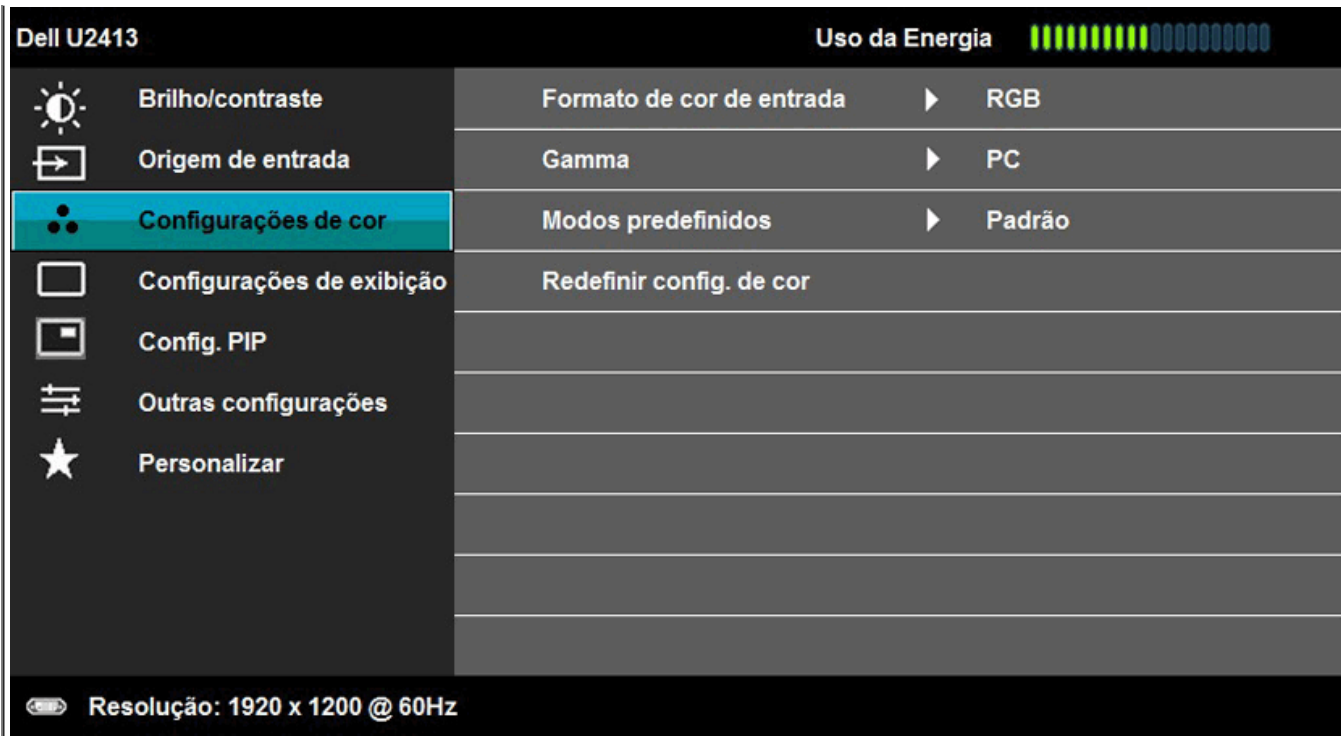 Dell U2413
Uso da Energia
Brilho/contraste
Origem de entrada
Configurações de cor
Configurações de exibição
Config. PIP
Outras configurações
Personalizar
Formato de cor de entrada RGB
Gamma PC
Modos predefinidos Padrão
Redefinir config. de cor
Resolução: 1920 x 1200 @ 60Hz